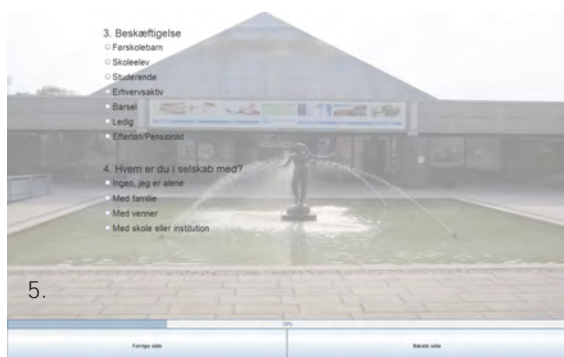 3. Beskæftigelse
Førskolebarn
Skoleelev
Studerende
Erhvervsaktiv
Barsel
Ledig
Efterløn/Pensionist
4. Hvem er du i selskab med?
Ingen, jeg er alene
Med familie
Med venner
Med skole eller institution
5.
29%
Forrige side Næste side